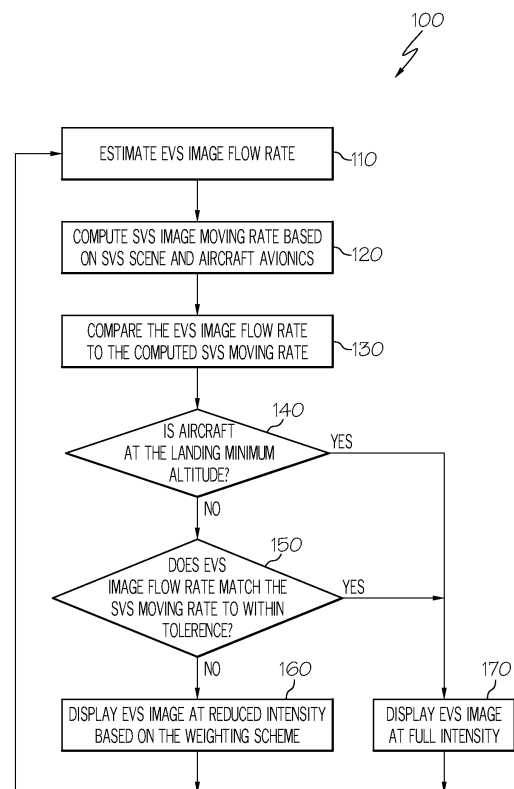 100
ESTIMATE EVS IMAGE FLOW RATE
110
COMPUTE SVS IMAGE MOVING RATE BASED
ON SVS SCENE AND AIRCRAFT AVIONICS
120
COMPARE THE EVS IMAGE FLOW RATE
TO THE COMPUTED SVS MOVING RATE
130
140
IS AIRCRAFT
AT THE LANDING MINIMUM
ALTITUDE?
YES
NO
150
DOES EVS
IMAGE FLOW RATE MATCH THE
SVS MOVING RATE TO WITHIN
TOLERENCE?
YES
NO
160
DISPLAY EVS IMAGE AT REDUCED INTENSITY
BASED ON THE WEIGHTING SCHEME
170
DISPLAY EVS IMAGE
AT FULL INTENSITY